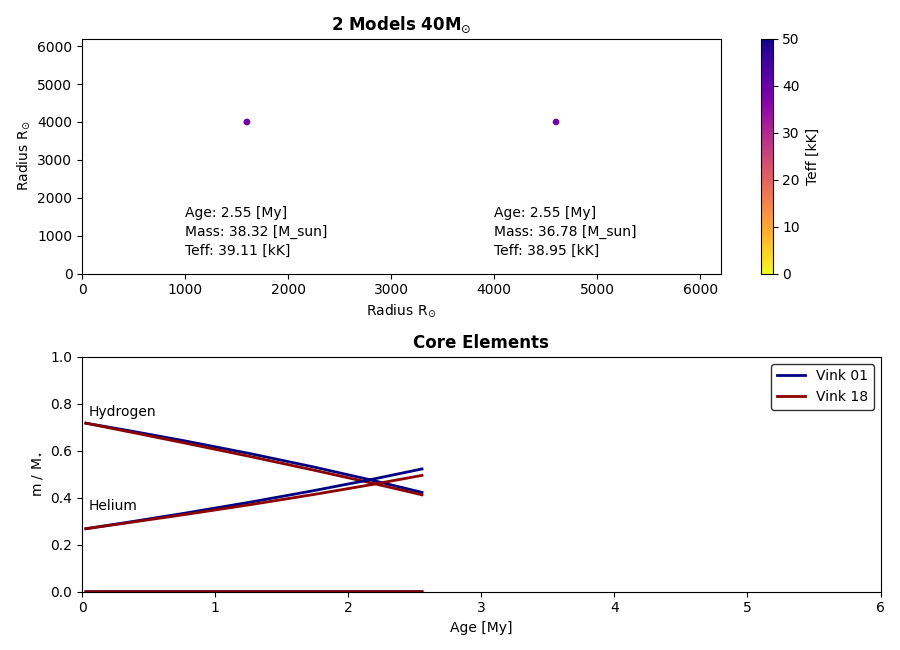 2 Models 40M☉
6000
5000
4000
3000
2000
1000
0
Radius R☉
Age: 2.55 [My]
Mass: 38.32 [M_sun]
Teff: 39.11 [kK]
Age: 2.55 [My]
Mass: 36.78 [M_sun]
Teff: 38.95 [kK]
0 1000 2000 3000 4000 5000 6000
Radius R☉
50
40
30
20
10
0
Teff [kK]
Core Elements
1.0
0.8
0.6
0.4
0.2
0.0
m / M⋆
Hydrogen
Helium
Vink 01
Vink 18
0 1 2 3 4 5 6
Age [My]